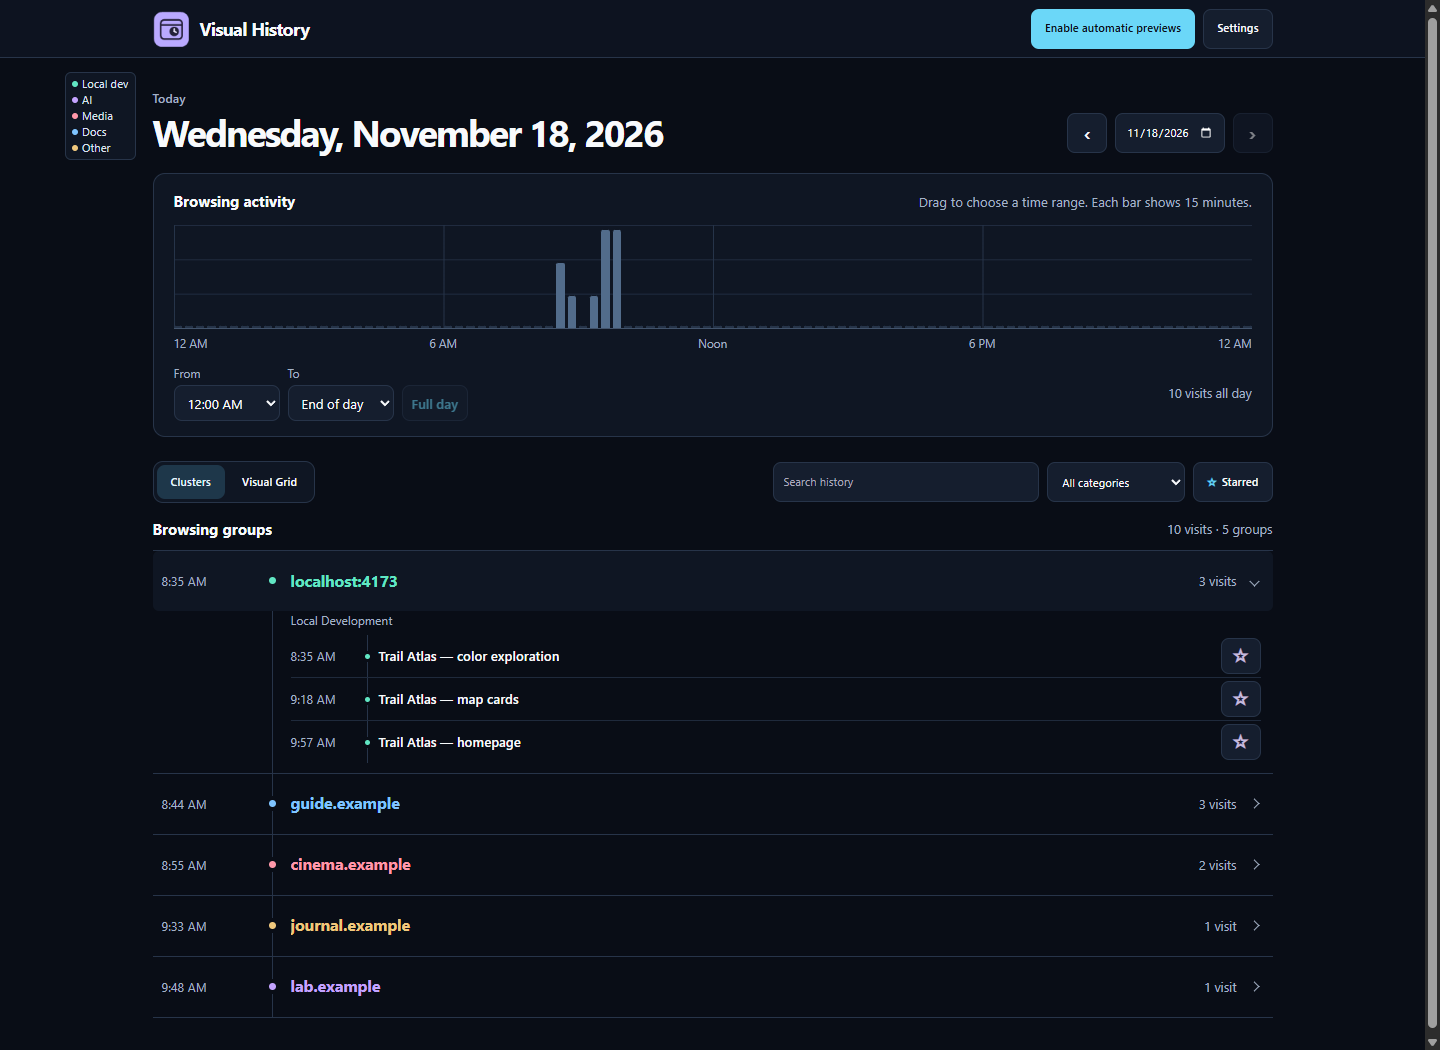 Visual History
Enable automatic previews
Settings
Local dev
AI
Media
Docs
Other
Today
Wednesday, November 18, 2026
11/18/2026
Browsing activity
Drag to choose a time range. Each bar shows 15 minutes.
12 AM
6 AM
Noon
6 PM
12 AM
From
To
12:00 AM
End of day
Full day
10 visits all day
Clusters
Visual Grid
Search history
All categories
Starred
Browsing groups
10 visits · 5 groups
8:35 AM
localhost:4173
3 visits
Local Development
8:35 AM
Trail Atlas — color exploration
9:18 AM
Trail Atlas — map cards
9:57 AM
Trail Atlas — homepage
8:44 AM
guide.example
3 visits
8:55 AM
cinema.example
2 visits
9:33 AM
journal.example
1 visit
9:48 AM
lab.example
1 visit